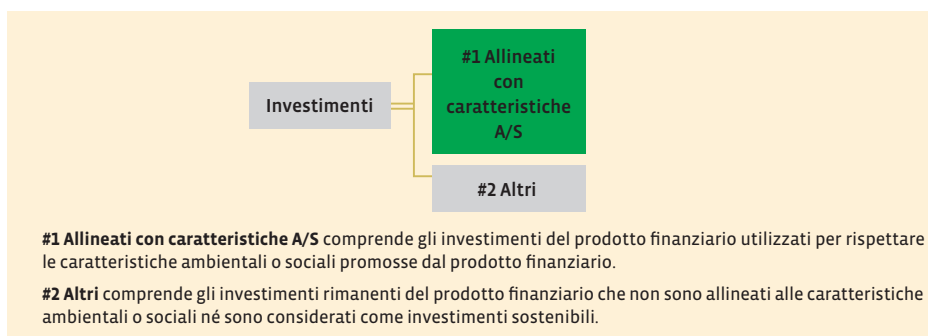 #1 Allineati
con
Investimenti
caratteristiche
A/S
#2 Altri
#1 Allineati con caratteristiche A/S comprende gli investimenti del prodotto finanziario utilizzati per rispettare
le caratteristiche ambientali o sociali promosse dal prodotto finanziario.
#2 Altri comprende gli investimenti rimanenti del prodotto finanziario che non sono allineati alle caratteristiche
ambientali o sociali né sono considerati come investimenti sostenibili.